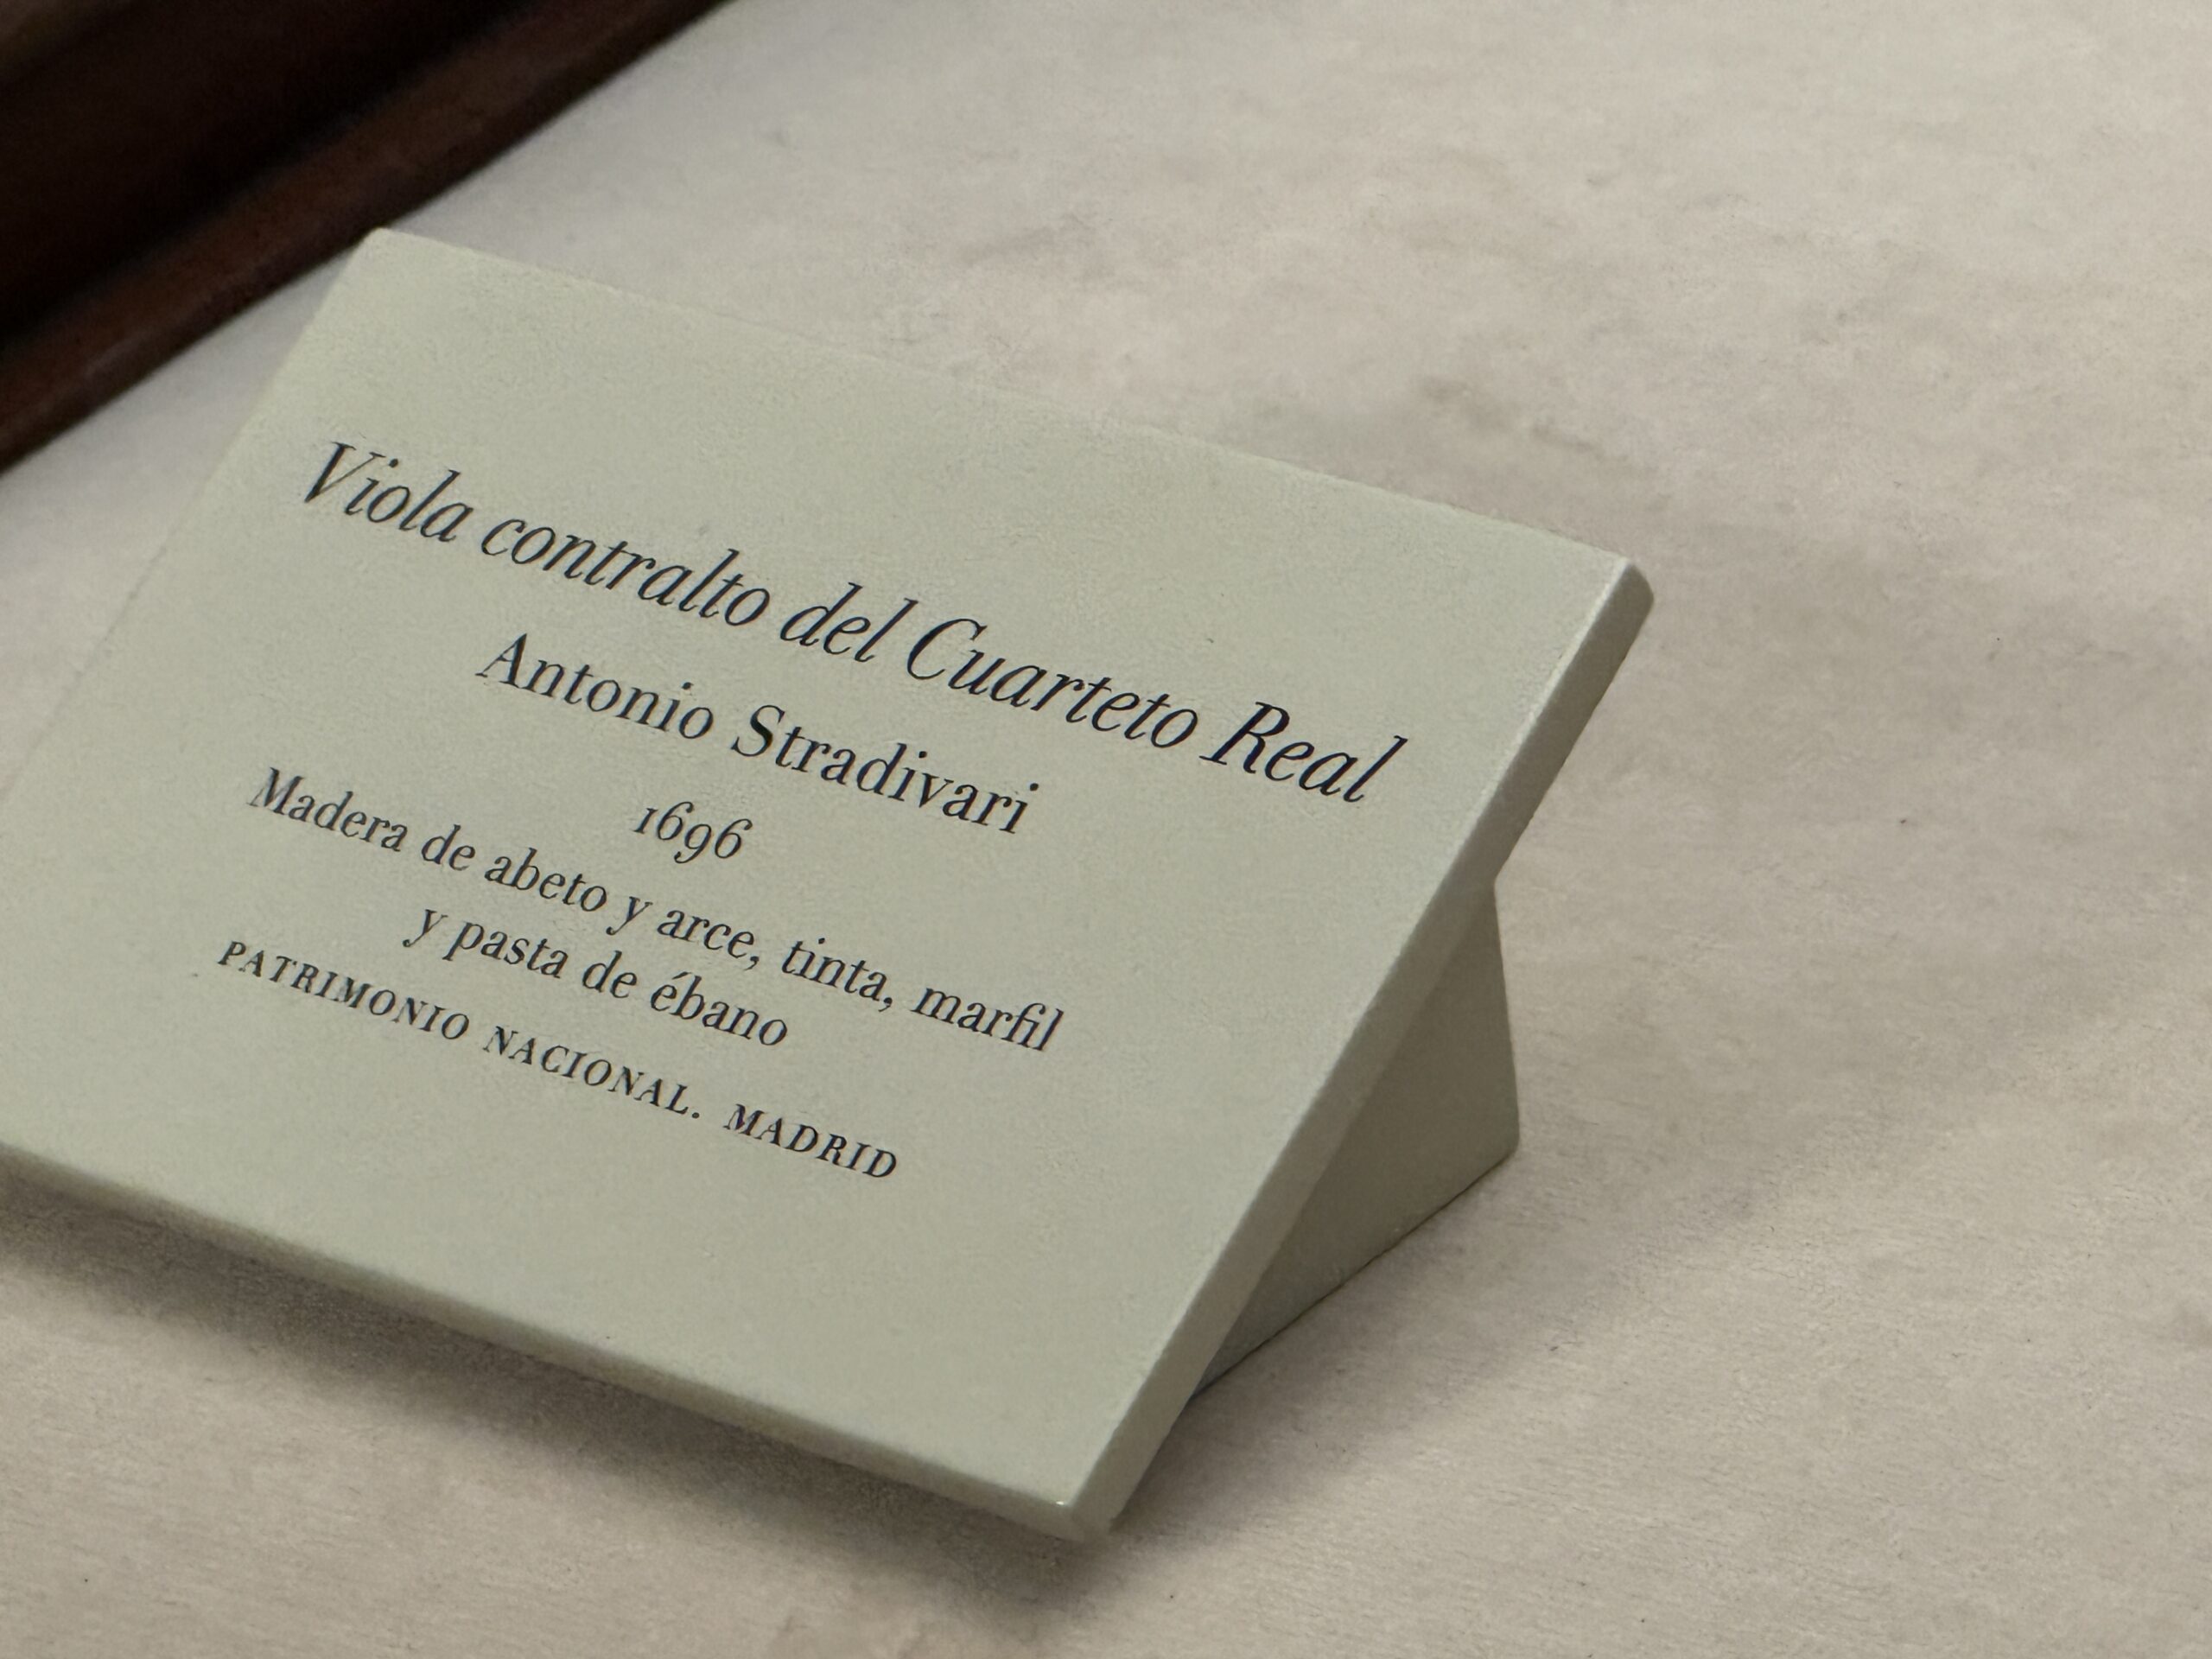 Viola contralto del Cuarteto Real
Antonio Stradivari
1696
Madera de abeto y arce, tinta, marfil
y pasta de ébano
PATRIMONIO NACIONAL. MADRID